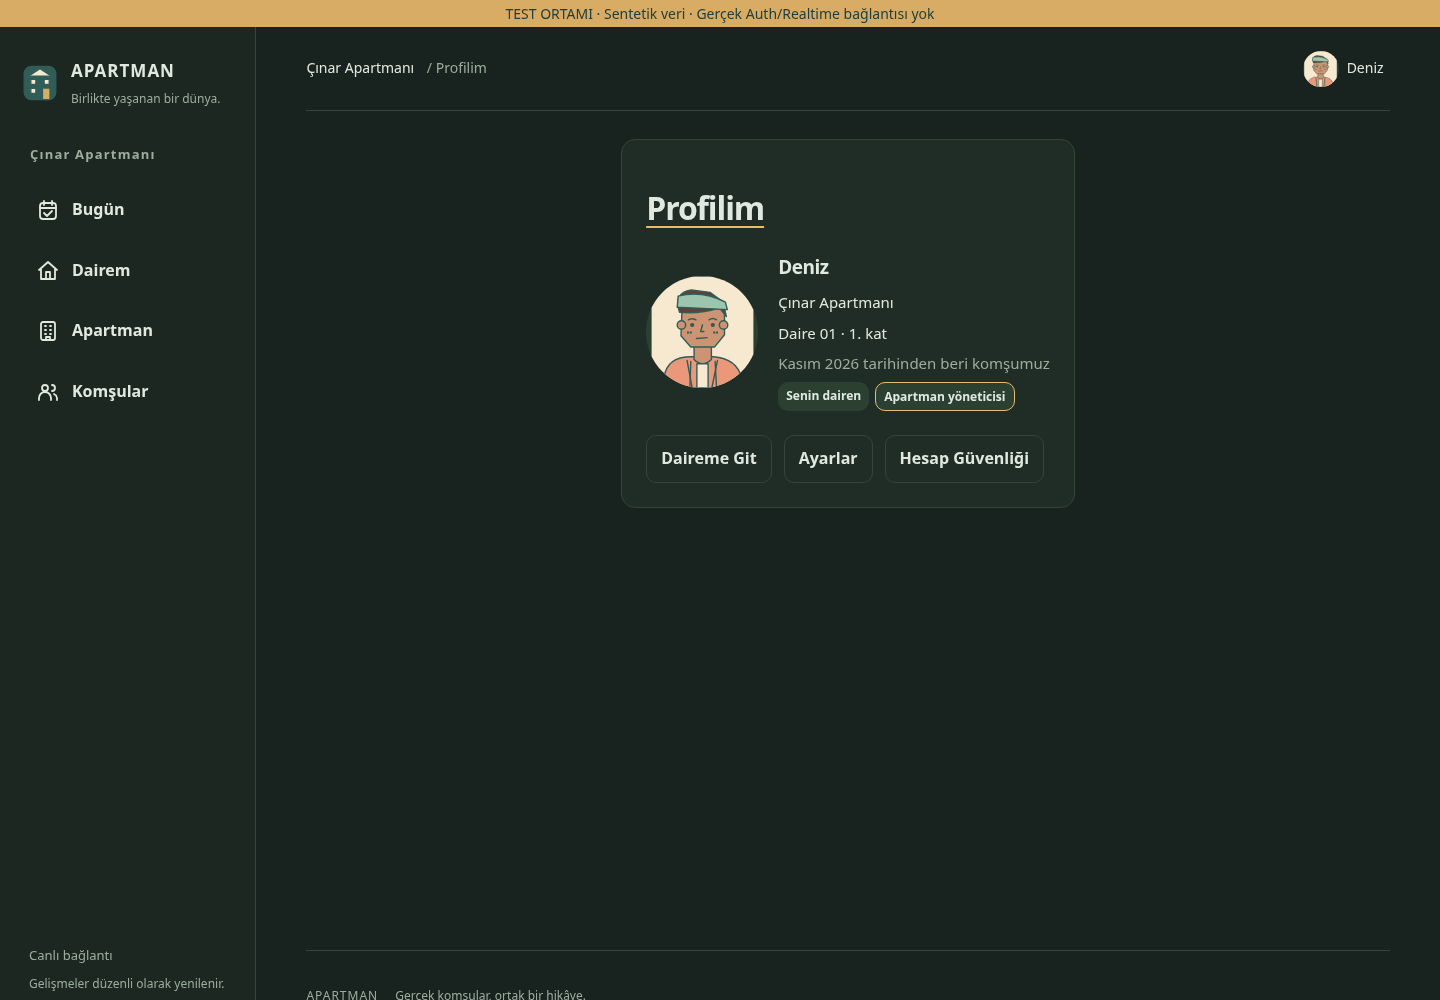 TEST ORTAMI · Sentetik veri · Gerçek Auth/Realtime bağlantısı yok
APARTMAN
Birlikte yaşanan bir dünya.
Çınar Apartmanı
Bugün
Dairem
Apartman
Komşular
Canlı bağlantı
Gelişmeler düzenli olarak yenilenir.
Çınar Apartmanı / Profilim
Deniz
Profilim
Deniz
Çınar Apartmanı
Daire 01 · 1. kat
Kasım 2026 tarihinden beri komşumuz
Senin dairen
Apartman yöneticisi
Daireme Git
Ayarlar
Hesap Güvenliği
APARTMAN Gerçek komşular, ortak bir hikâye.